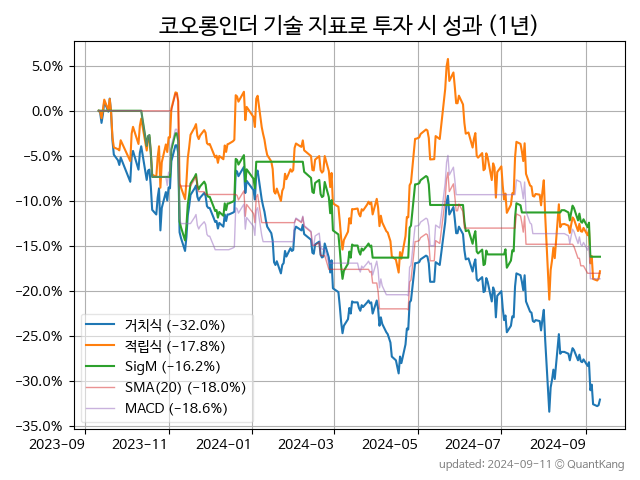 코오롱인더 기술 지표로 투자 시 성과 (1년)
5.0%
0.0%
−5.0%
−10.0%
−15.0%
−20.0%
−25.0%
−30.0%
−35.0%
거치식 (−32.0%)
적립식 (−17.8%)
SigM (−16.2%)
SMA(20) (−18.0%)
MACD (−18.6%)
2023-09 2023-11 2024-01 2024-03 2024-05 2024-07 2024-09
updated: 2024-09-11 © QuantKang